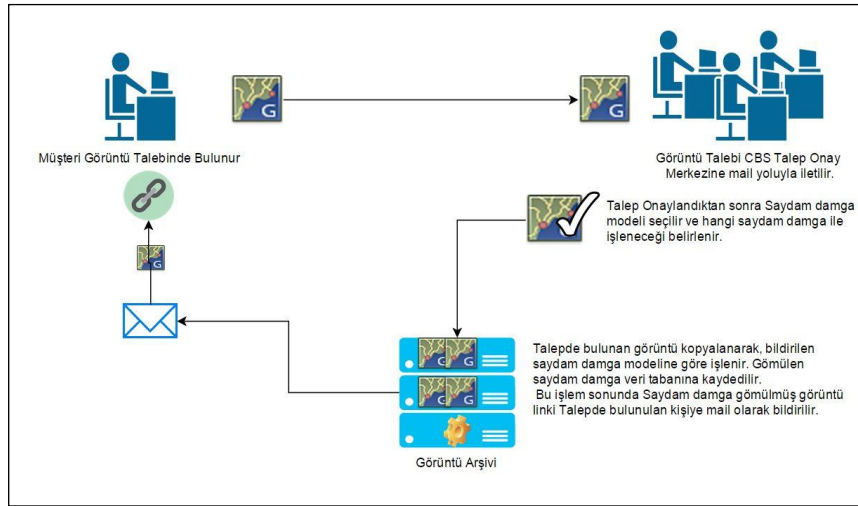 Müşteri Görüntü Talebinde Bulunur
Görüntü Talebi CBS Talep Onay
Merkezine mail yoluyla iletilir.
Talep Onaylandıktan sonra Saydam damga
modeli seçilir ve hangi saydam damga ile
işleneceği belirlenir.
Talepde bulunan görüntü kopyalanarak, bildirilen
saydam damga modeline göre işlenir. Gömülen
saydam damga veri tabanına kaydedilir.
Bu işlem sonunda Saydam damga gömülmüş görüntü
linki Talepde bulunulan kişiye mail olarak bildirilir.
Görüntü Arşivi
G
G
G
G
G
G
G